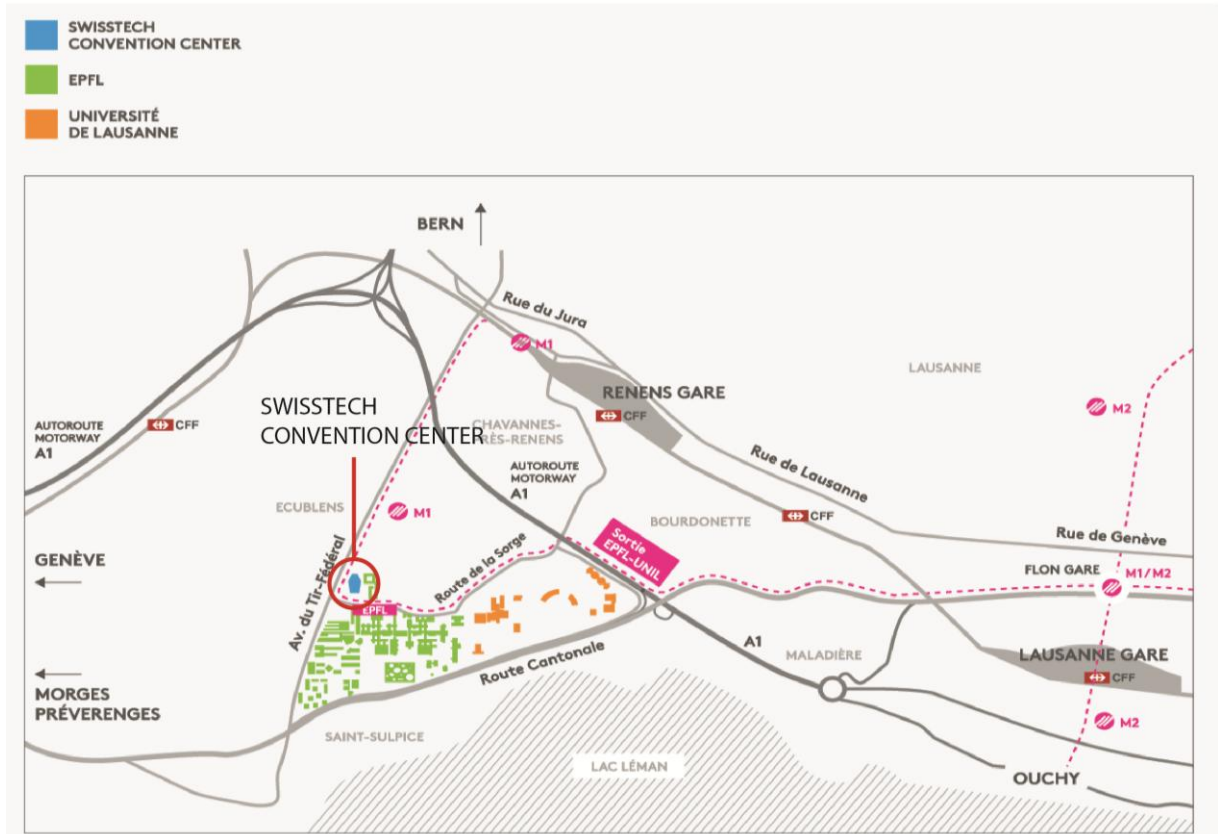 SWISSTECH
CONVENTION CENTER
EPFL
UNIVERSITÉ
DE LAUSANNE
BERN
Rue du Jura
M1
LAUSANNE
RENENS GARE
CFF
M2
SWISSTECH
CONVENTION CENTER
AUTOROUTE
MOTORWAY
A1
CFF
CHAVANNES-
RÈS-RENENS
Rue de Lausanne
AUTOROUTE
MOTORWAY
A1
ECUBLENS
M1
BOURDONETTE
CFF
Rue de Genève
Sortie
EPFL-UNIL
GENÈVE
Av. du Tir-Fédéral
Route de la Sorge
FLON GARE
M1/M2
EPFL
A1
MALADIÈRE
LAUSANNE GARE
CFF
Route Cantonale
MORGES
PRÉVERENGES
M2
SAINT-SULPICE
LAC LÉMAN
OUCHY